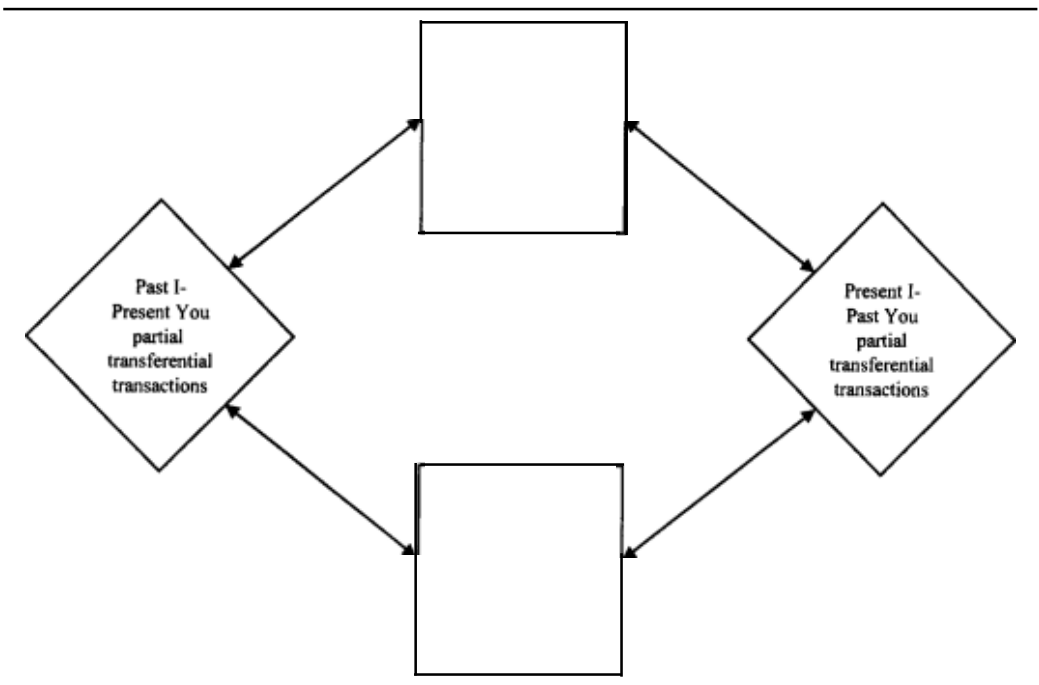 Past I-
Present You
partial
transferential
transactions
Present I-
Past You
partial
transferential
transactions